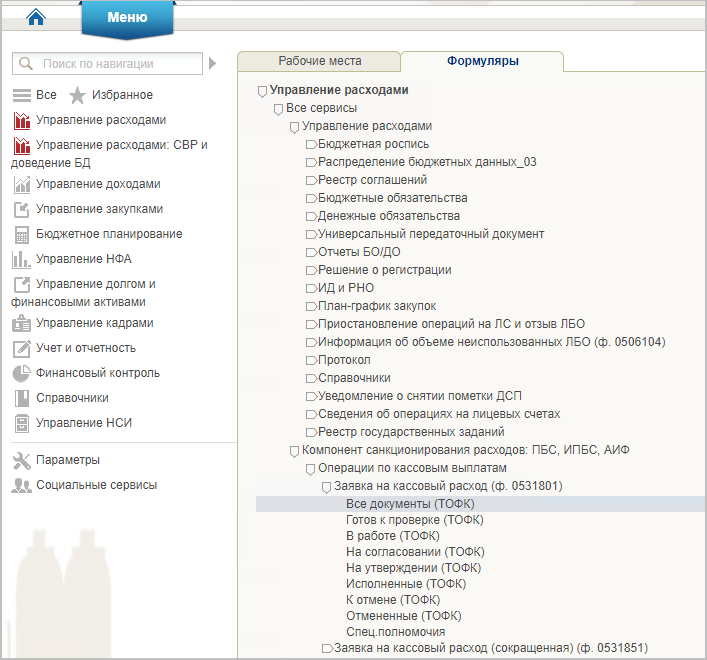 Меню
Поиск по навигации
Все
Избранное
Управление расходами
Управление расходами: СВР и
доведение БД
Управление доходами
Управление закупками
Бюджетное планирование
Управление НФА
Управление долгом и
финансовыми активами
Управление кадрами
Учет и отчетность
Финансовый контроль
Справочники
Управление НСИ
Параметры
Социальные сервисы
Рабочие места
Формуляры
Управление расходами
Все сервисы
Управление расходами
Бюджетная роспись
Распределение бюджетных данных_03
Реестр соглашений
Бюджетные обязательства
Денежные обязательства
Универсальный передаточный документ
Отчеты БО/ДО
Решение о регистрации
ИД и РНО
План-график закупок
Приостановление операций на ЛС и отзыв ЛБО
Информация об объеме неиспользованных ЛБО (ф. 0506104)
Протокол
Справочники
Уведомление о снятии пометки ДСП
Сведения об операциях на лицевых счетах
Реестр государственных заданий
Компонент санкционирования расходов: ПБС, ИПБС, АИФ
Операции по кассовым выплатам
Заявка на кассовый расход (ф. 0531801)
Все документы (ТОФК)
Готов к проверке (ТОФК)
В работе (ТОФК)
На согласовании (ТОФК)
На утверждении (ТОФК)
Исполненные (ТОФК)
К отмене (ТОФК)
Отмененные (ТОФК)
Спец.полномочия
Заявка на кассовый расход (сокращенная) (ф. 0531851)